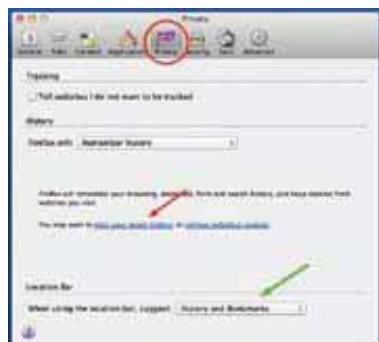 Privacy
General Tabs Content Applications Privacy Security Sync Advanced
Tracking
Tell websites I do not want to be tracked
History
Firefox will: Remember history
Firefox will remember your browsing, download, form and search history, and keep cookies from
websites you visit.
You may want to clear your recent history, or remove individual cookies.
Location Bar
When using the location bar, suggest: History and Bookmarks